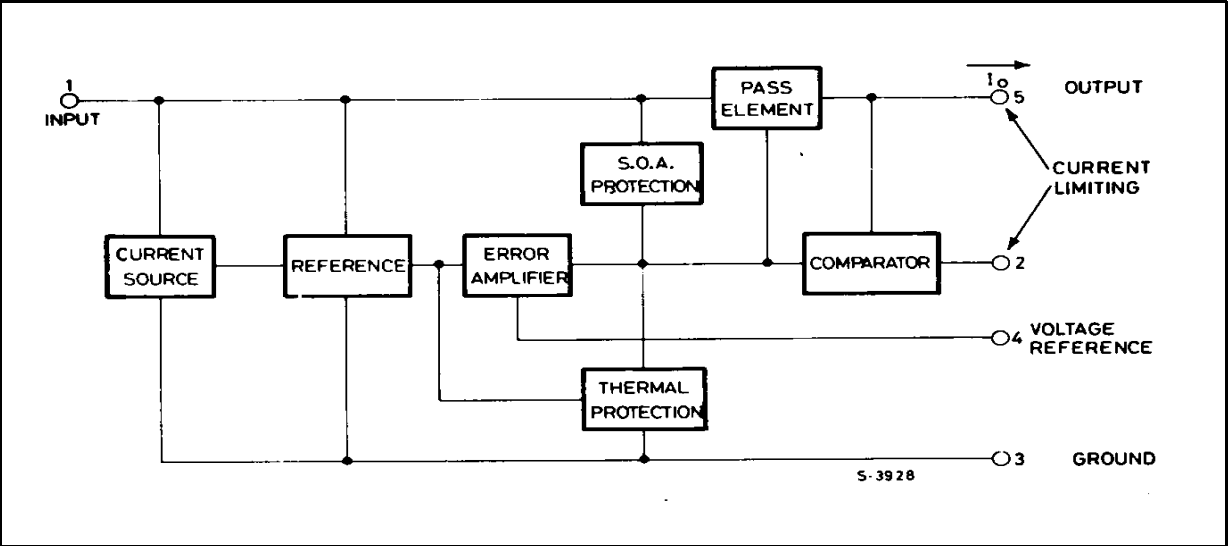 1
INPUT
PASS
ELEMENT
Io
5
OUTPUT
S.O.A.
PROTECTION
CURRENT
LIMITING
CURRENT
SOURCE
REFERENCE
ERROR
AMPLIFIER
COMPARATOR
2
4
VOLTAGE
REFERENCE
THERMAL
PROTECTION
3
GROUND
S-3928